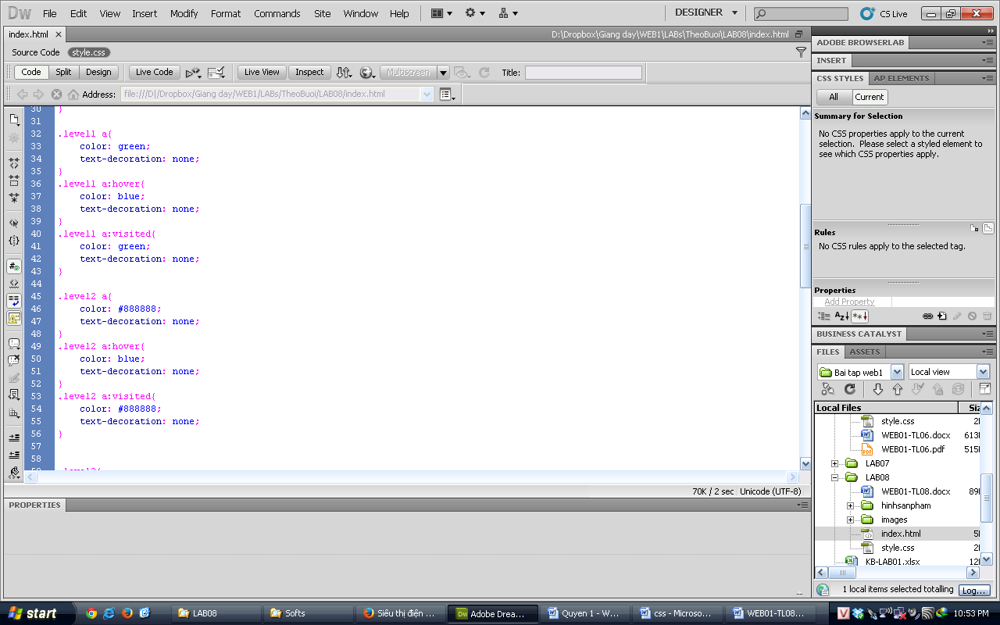 Dw File Edit View Insert Modify Format Commands Site Window Help DESIGNER CS Live
index.html D:\Dropbox\Giang day\WEB1\LABs\TheoBuoi\LAB08\index.html
Source Code style.css
Code Split Design Live Code Live View Inspect Multiscreen Title:
Address: file:///D|/Dropbox/Giang day/WEB1/LABs/TheoBuoi/LAB08/index.html
30 }
31
32 .level1 a{
33 color: green;
34 text-decoration: none;
35 }
36 .level1 a:hover{
37 color: blue;
38 text-decoration: none;
39 }
40 .level1 a:visited{
41 color: green;
42 text-decoration: none;
43 }
44
45 .level2 a{
46 color: #888888;
47 text-decoration: none;
48 }
49 .level2 a:hover{
50 color: blue;
51 text-decoration: none;
52 }
53 .level2 a:visited{
54 color: #888888;
55 text-decoration: none;
56 }
57
58
70K / 2 sec Unicode (UTF-8)
PROPERTIES
ADOBE BROWSERLAB
INSERT
CSS STYLES AP ELEMENTS
All Current
Summary for Selection
No CSS properties apply to the current
selection. Please select a styled element to
see which CSS properties apply.
Rules
No CSS rules apply to the selected tag.
Properties
Add Property
BUSINESS CATALYST
FILES ASSETS
Bai tap web1 Local view
Local Files Siz
style.css 2
WEB01-TL06.docx 613
WEB01-TL06.pdf 515
LAB07
LAB08
WEB01-TL08.docx 89
hinhsanpham
images
index.html 5
style.css 2
KB-LAB01.xlsx 12
1 local items selected totalling Log...
start LAB08 Softs Siêu thị điện ... Adobe Drea... Quyen 1 - W... css - Microso... WEB01-TL08... 10:53 PM